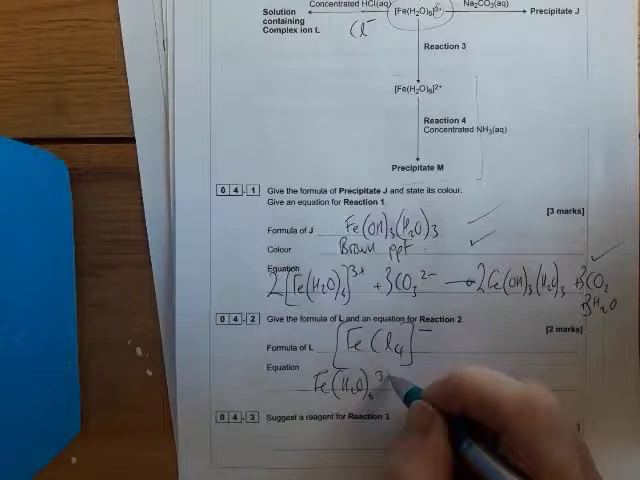 Concentrated HCl(aq) [Fe(H₂O)₆]³⁺ Na₂CO₃(aq)
Solution containing Complex ion L
Cl⁻
Precipitate J
Reaction 3
[Fe(H₂O)₆]²⁺
Reaction 4
Concentrated NH₃(aq)
Precipitate M
0 4 . 1 Give the formula of Precipitate J and state its colour.
Give an equation for Reaction 1.
[3 marks]
Formula of J Fe(OH)₃(H₂O)₃
Colour Brown ppt.
Equation
2[Fe(H₂O)₆]³⁺ + 3CO₃²⁻ → 2Fe(OH)₃(H₂O)₃ + 3CO₂
3H₂O
0 4 . 2 Give the formula of L and an equation for Reaction 2.
[2 marks]
Formula of L [FeCl₄]⁻
Equation
Fe(H₂O)₆³
0 4 . 3 Suggest a reagent for Reaction 3.